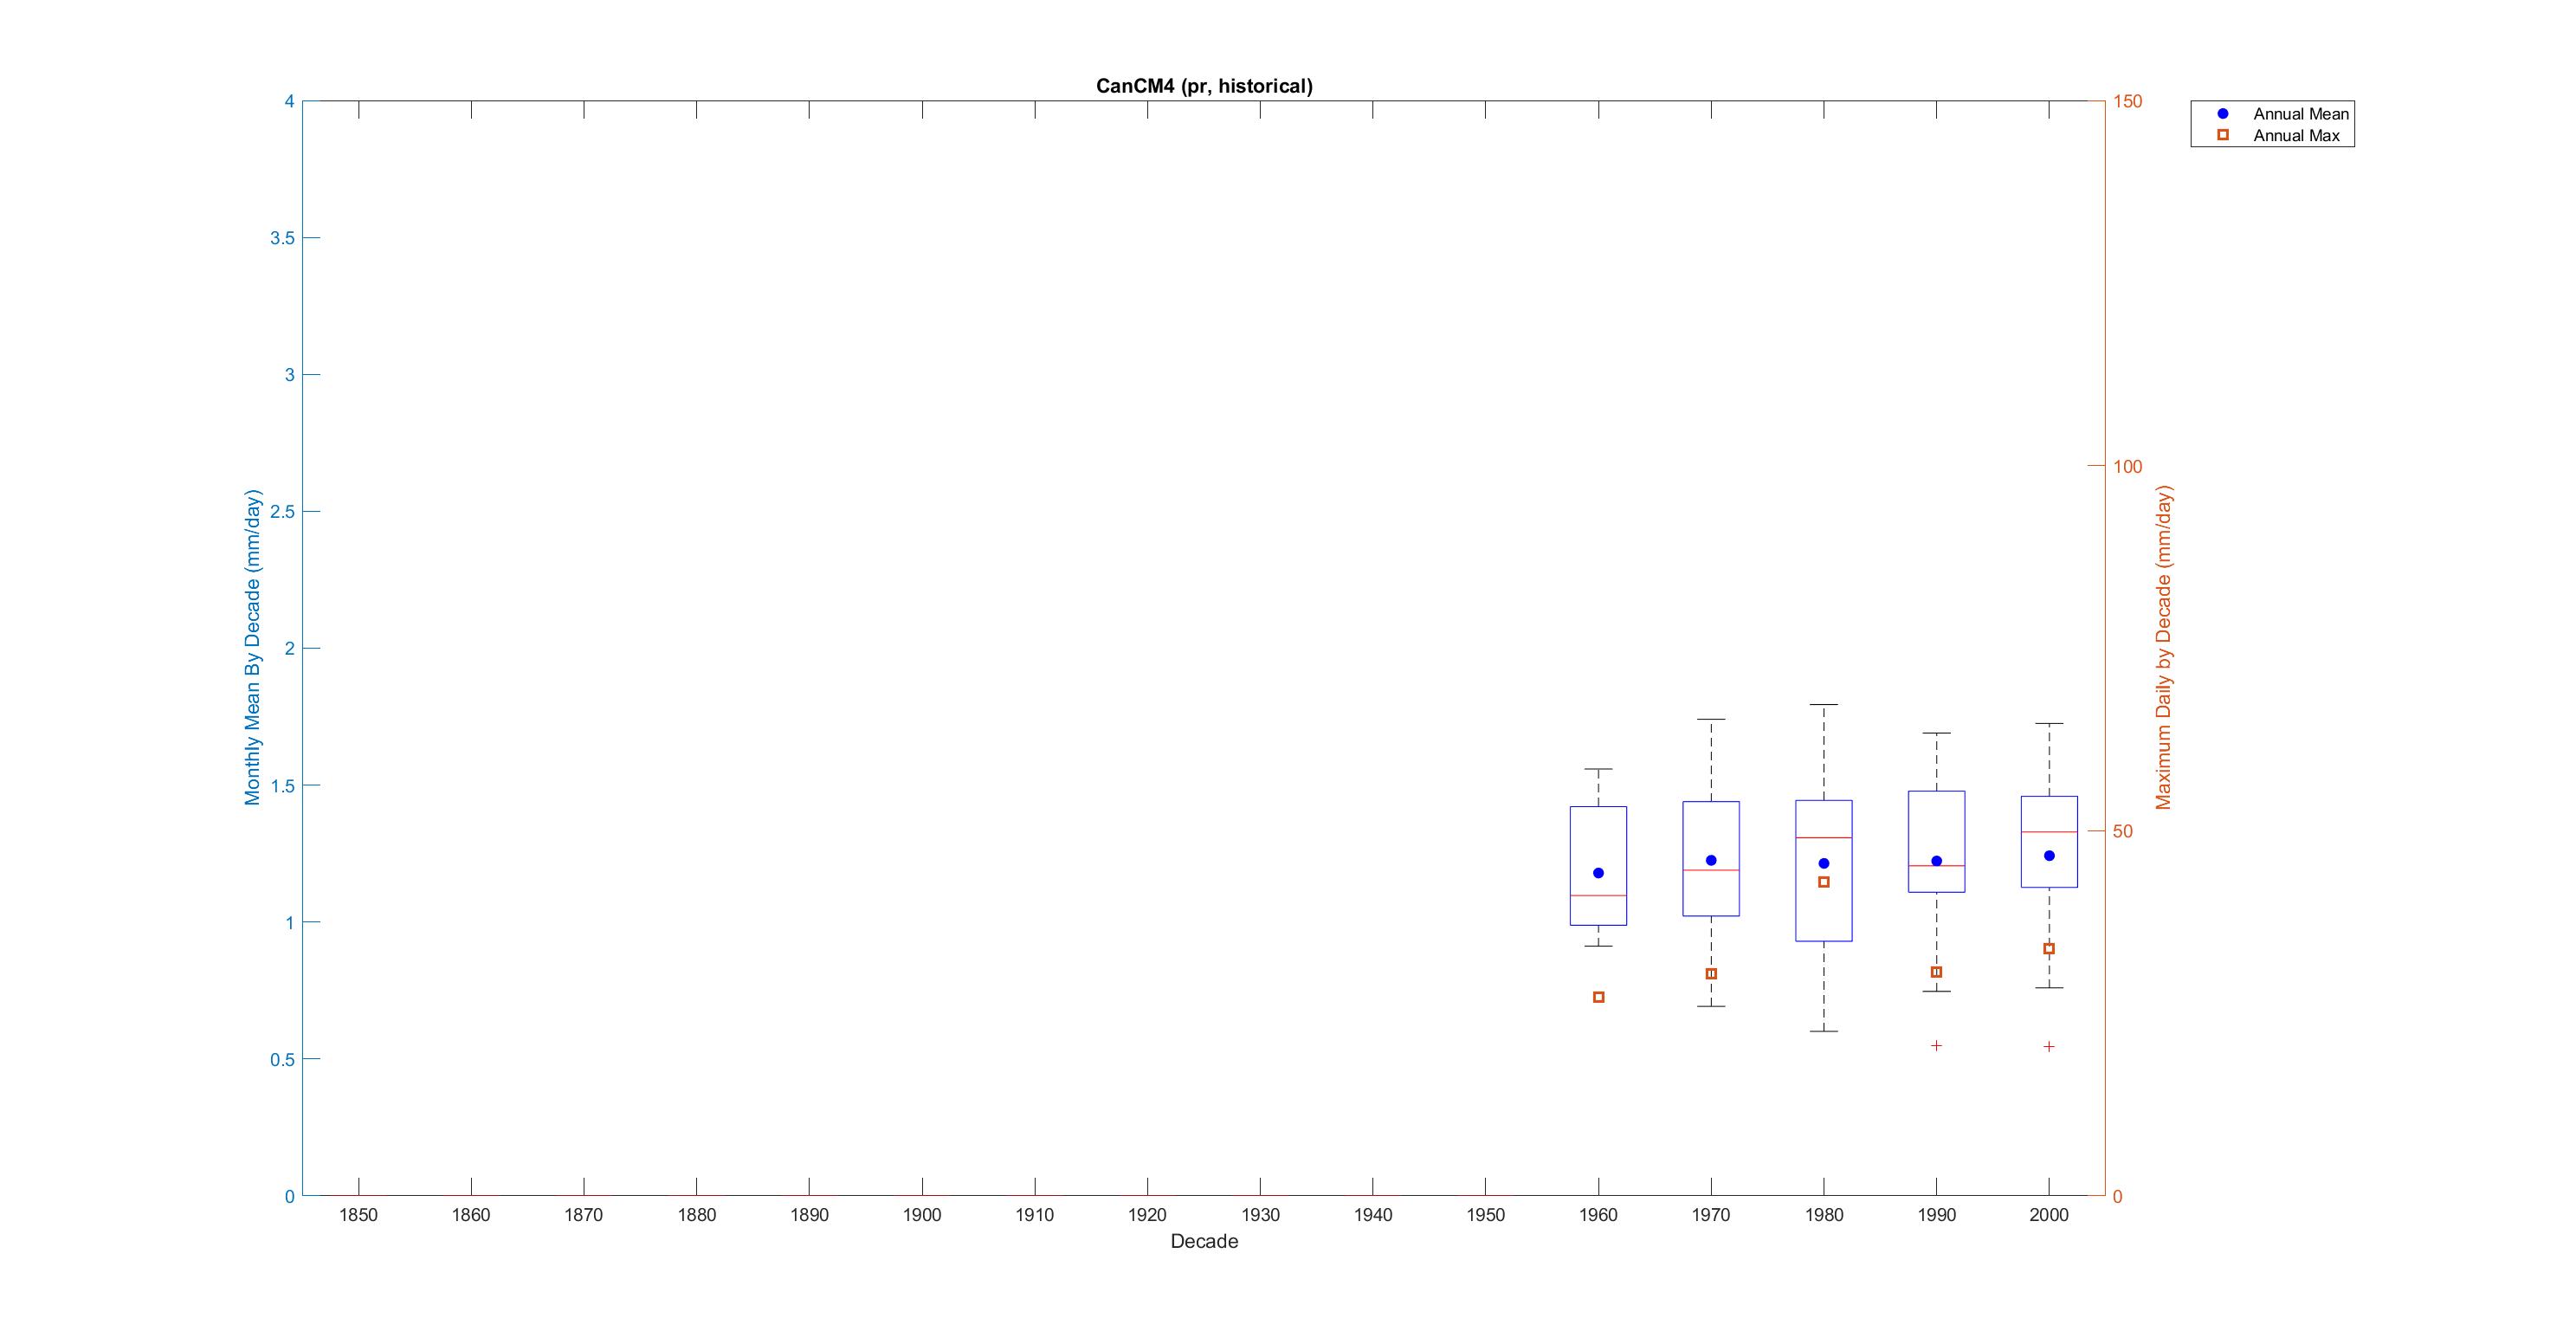 CanCM4 (pr, historical)
Annual Mean
Annual Max
Monthly Mean By Decade (mm/day)
4
3.5
3
2.5
2
1.5
1
0.5
0
150
100
50
0
Maximum Daily by Decade (mm/day)
1850 1860 1870 1880 1890 1900 1910 1920 1930 1940 1950 1960 1970 1980 1990 2000
Decade